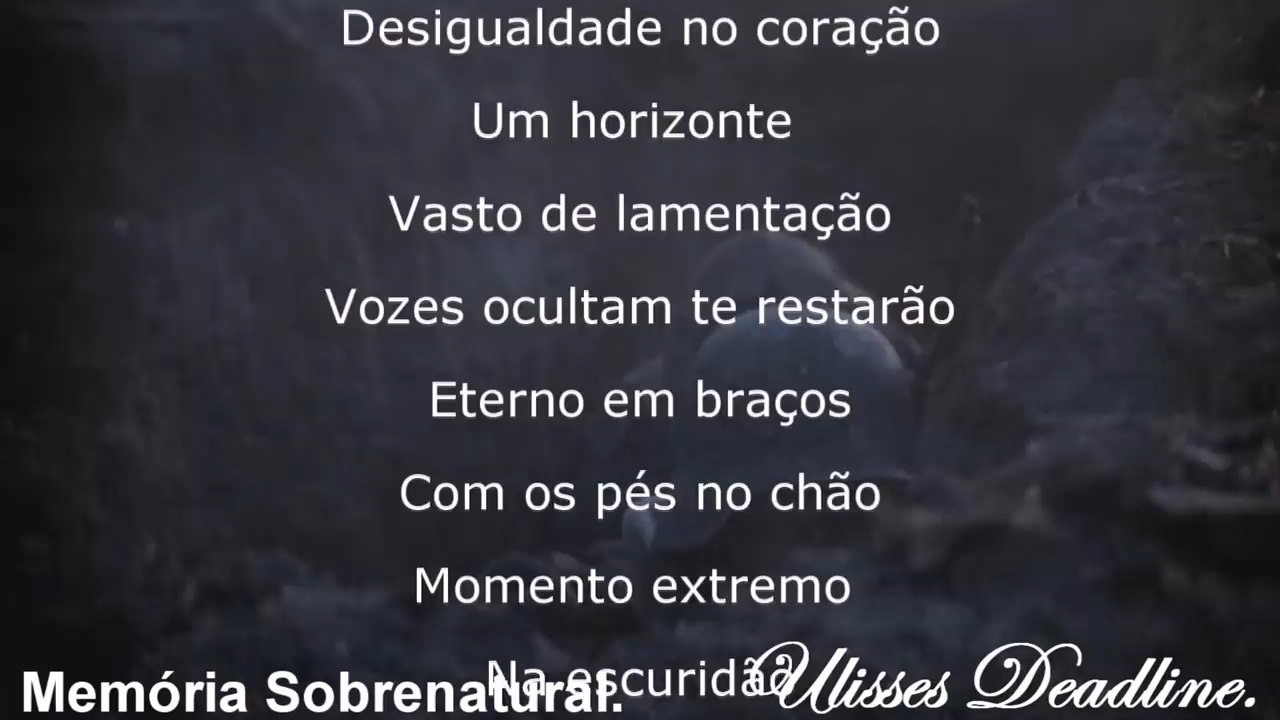 Desigualdade no coração
Um horizonte
Vasto de lamentação
Vozes ocultam te restarão
Eterno em braços
Com os pés no chão
Momento extremo
Na escuridão
Memória Sobrenatural.
Ulisses Deadline.